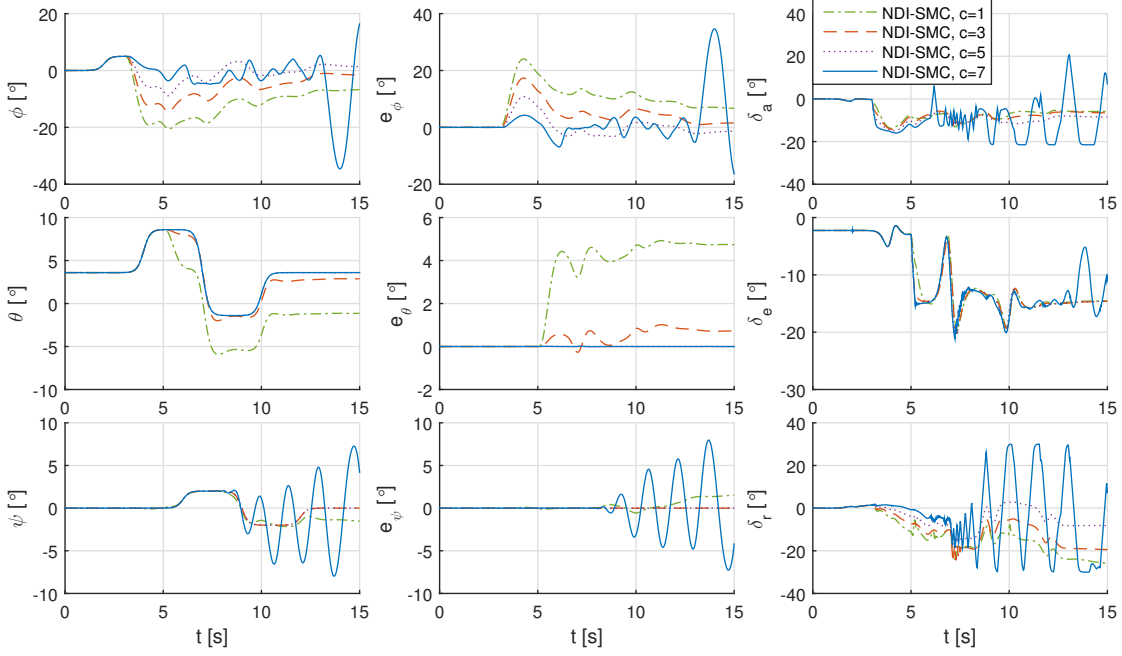 40
20
0
-20
-40
0 5 10 15
ϕ [°]
40
20
0
-20
0 5 10 15
e_ϕ [°]
40
20
0
-20
-40
0 5 10 15
δ_a [°]
NDI-SMC, c=1
NDI-SMC, c=3
NDI-SMC, c=5
NDI-SMC, c=7
10
5
0
-5
-10
0 5 10 15
θ [°]
6
4
2
0
-2
0 5 10 15
e_θ [°]
0
-10
-20
-30
0 5 10 15
δ_e [°]
10
5
0
-5
-10
0 5 10 15
ψ [°]
t [s]
10
5
0
-5
-10
0 5 10 15
e_ψ [°]
t [s]
40
20
0
-20
-40
0 5 10 15
δ_r [°]
t [s]